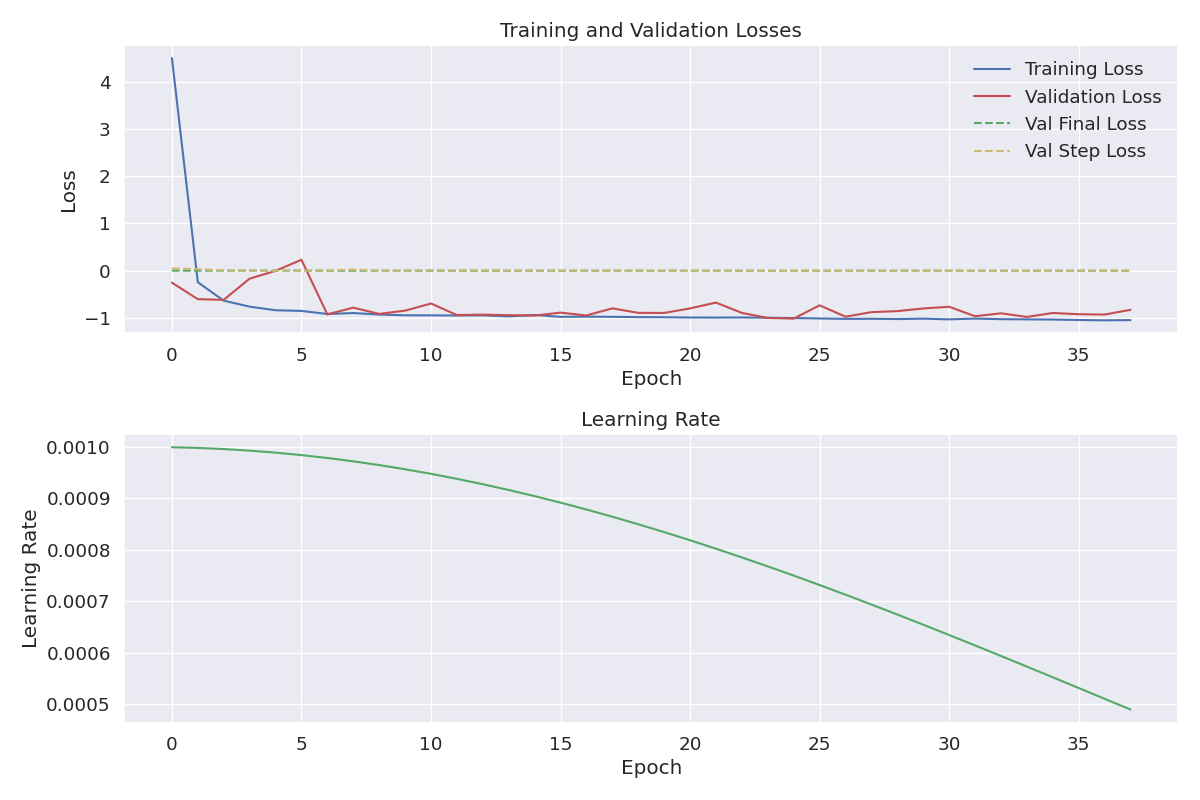 Training and Validation Losses
Loss
4
3
2
1
0
−1
Training Loss
Validation Loss
Val Final Loss
Val Step Loss
0 5 10 15 20 25 30 35
Epoch
Learning Rate
Learning Rate
0.0010
0.0009
0.0008
0.0007
0.0006
0.0005
0 5 10 15 20 25 30 35
Epoch